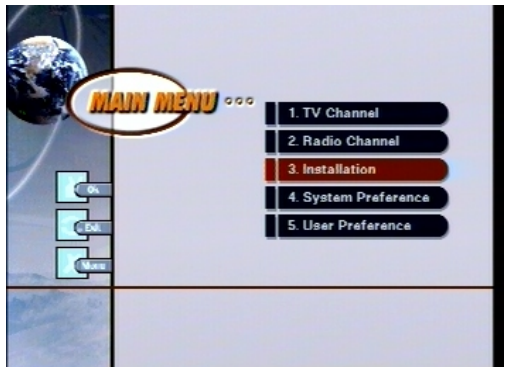 MAIN MENU
1. TV Channel
2. Radio Channel
3. Installation
4. System Preference
5. User Preference
Ok
Exit
Menu